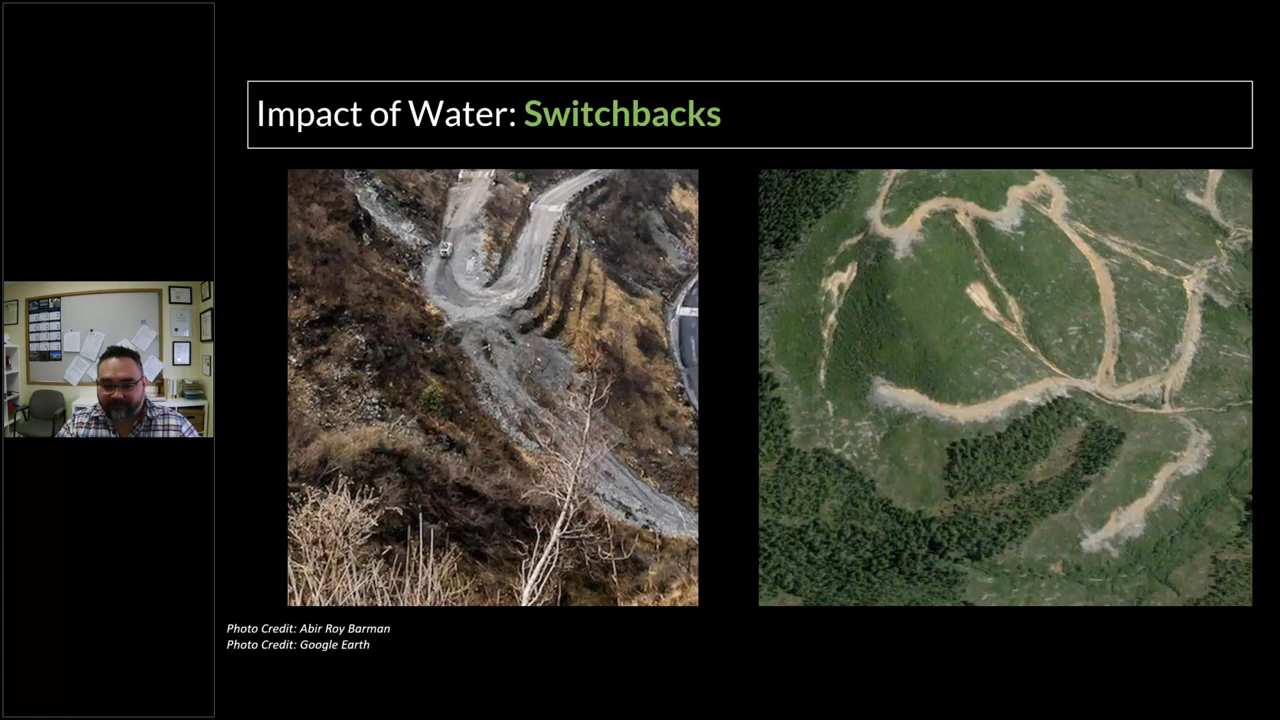 Impact of Water: Switchbacks
Photo Credit: Abir Roy Barman
Photo Credit: Google Earth